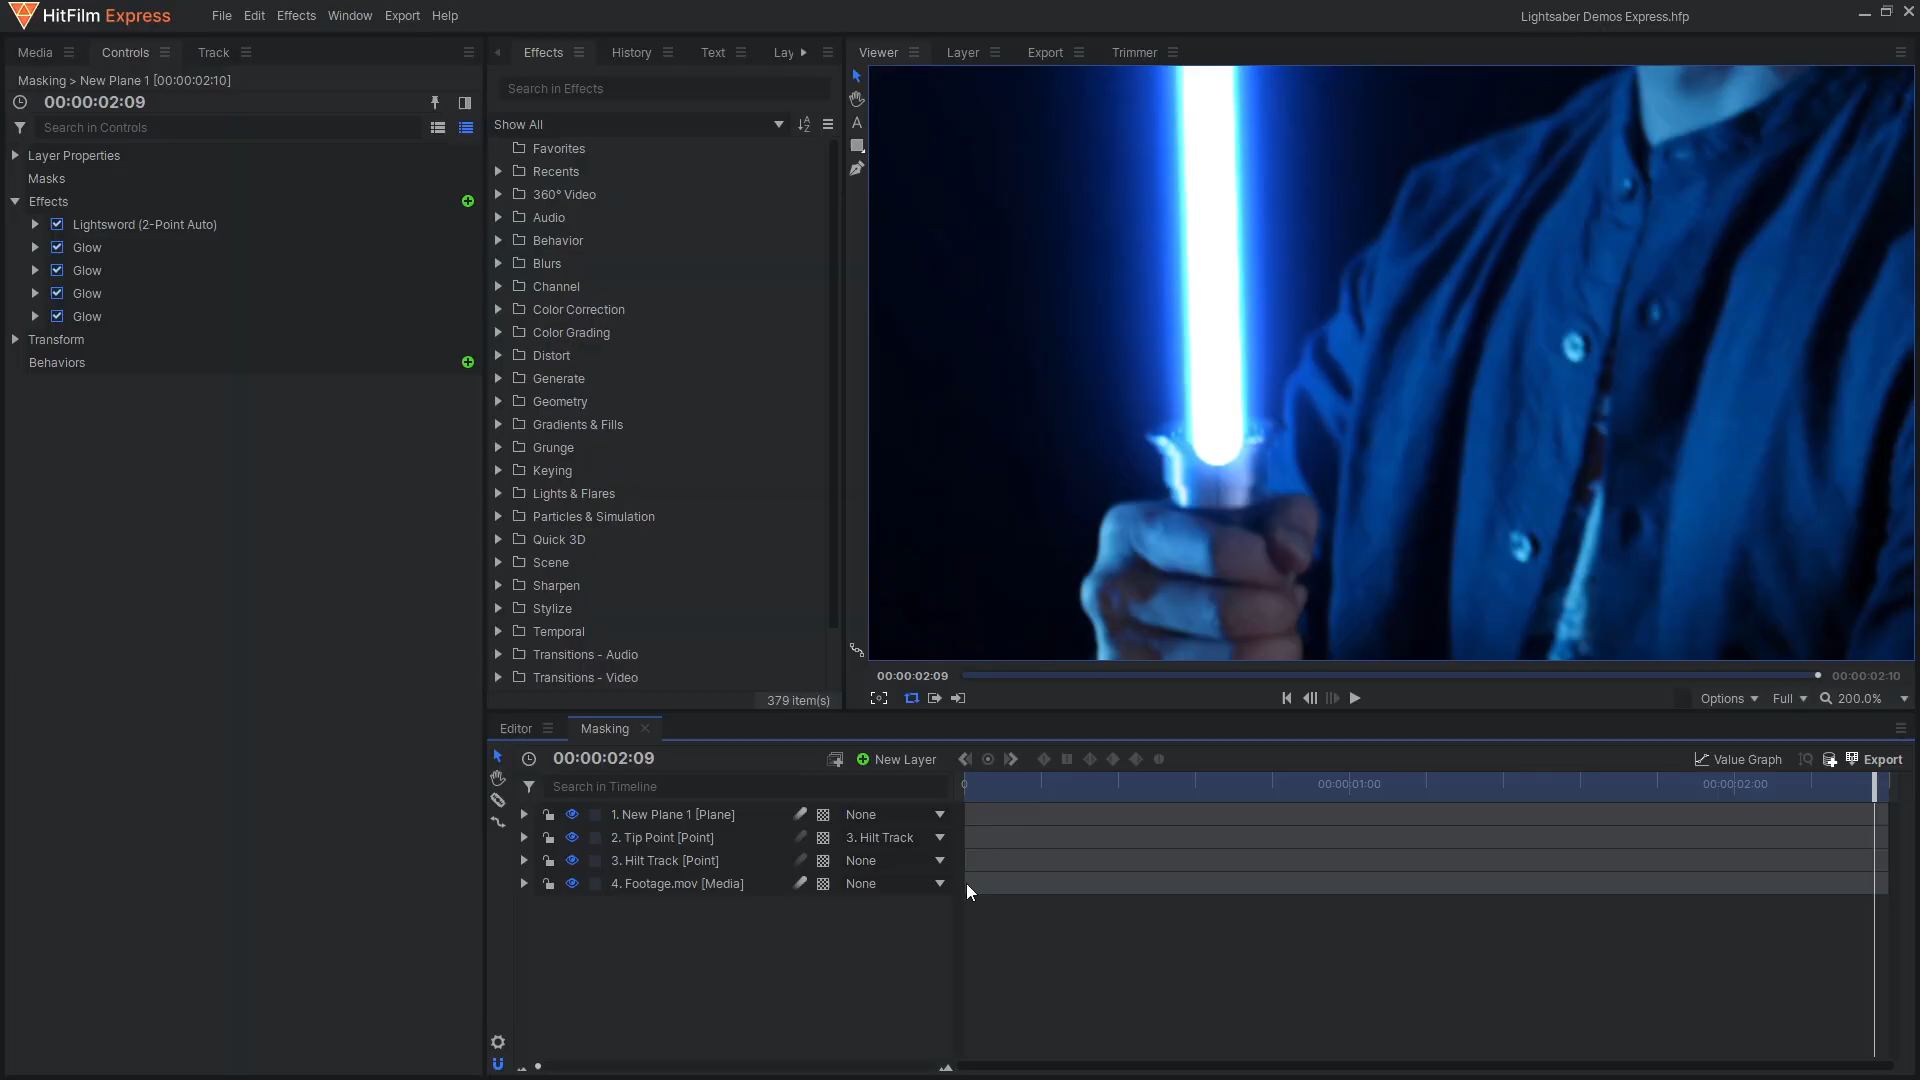 HitFilm Express
File Edit Effects Window Export Help
Lightsaber Demos Express.hfp
Media
Controls
Track
Masking > New Plane 1 [00:00:02:10]
00:00:02:09
Search in Controls
Layer Properties
Masks
Effects
Lightsword (2-Point Auto)
Glow
Glow
Glow
Glow
Transform
Behaviors
Effects
History
Text
Lay
Search in Effects
Show All
Favorites
Recents
360° Video
Audio
Behavior
Blurs
Channel
Color Correction
Color Grading
Distort
Generate
Geometry
Gradients & Fills
Grunge
Keying
Lights & Flares
Particles & Simulation
Quick 3D
Scene
Sharpen
Stylize
Temporal
Transitions - Audio
Transitions - Video
379 item(s)
Viewer
Layer
Export
Trimmer
A
00:00:02:09
00:00:02:10
Options
Full
200.0%
Editor
Masking
00:00:02:09
New Layer
Value Graph
Export
Search in Timeline
0
00:00:01:00
00:00:02:00
1. New Plane 1 [Plane] None
2. Tip Point [Point] 3. Hilt Track
3. Hilt Track [Point] None
4. Footage.mov [Media] None